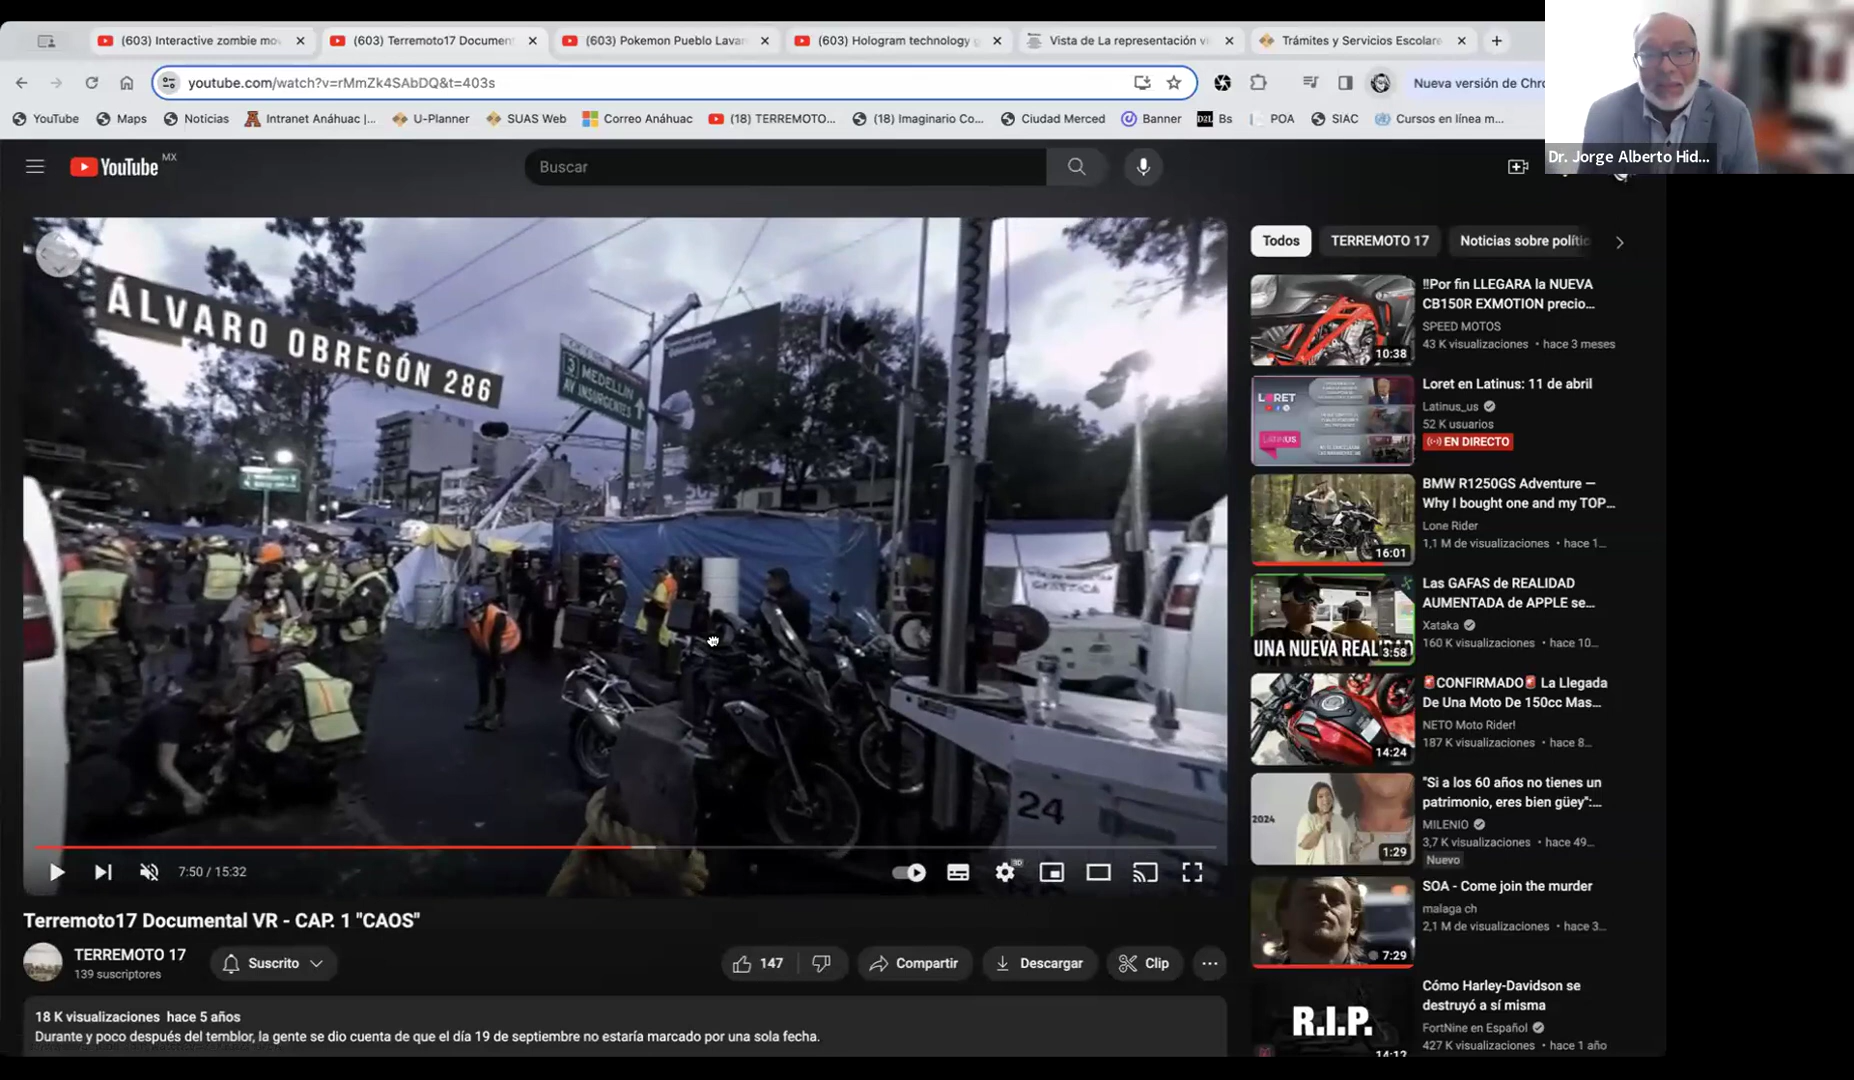 (603) Interactive zombie mov
(603) Terremoto17 Document
(603) Pokemon Pueblo Lavan
(603) Hologram technology g
Vista de La representación vi
Trámites y Servicios Escolare
youtube.com/watch?v=rMmZk4SAbDQ&t=403s
Nueva versión de Chro
YouTube
Maps
Noticias
Intranet Anáhuac |...
U-Planner
SUAS Web
Correo Anáhuac
(18) TERREMOTO...
(18) Imaginario Co...
Ciudad Merced
Banner
D2L
Bs
POA
SIAC
Cursos en línea m...
Dr. Jorge Alberto Hid...
YouTube MX
Buscar
ÁLVARO OBREGÓN 286
3 MEDELLIN
AV INSURGENTES
24
7:50 / 15:32
Terremoto17 Documental VR - CAP. 1 "CAOS"
TERREMOTO 17
139 suscriptores
Suscrito
147
Compartir
Descargar
Clip
18 K visualizaciones hace 5 años
Durante y poco después del temblor, la gente se dio cuenta de que el día 19 de septiembre no estaría marcado por una sola fecha.
Todos
TERREMOTO 17
Noticias sobre polític
10:38
!!Por fin LLEGARA la NUEVA
CB150R EXMOTION precio...
SPEED MOTOS
43 K visualizaciones • hace 3 meses
LORET
LATINUS
Loret en Latinus: 11 de abril
Latinus_us
52 K usuarios
EN DIRECTO
16:01
BMW R1250GS Adventure —
Why I bought one and my TOP...
Lone Rider
1,1 M de visualizaciones • hace 1...
UNA NUEVA REALIDAD
3:58
Las GAFAS de REALIDAD
AUMENTADA de APPLE se...
Xataka
160 K visualizaciones • hace 10...
14:24
🚨CONFIRMADO🚨 La Llegada
De Una Moto De 150cc Mas...
NETO Moto Rider!
187 K visualizaciones • hace 8...
2024
1:29
"Si a los 60 años no tienes un
patrimonio, eres bien güey":...
MILENIO
3,7 K visualizaciones • hace 49...
Nuevo
7:29
SOA - Come join the murder
malaga ch
2,1 M de visualizaciones • hace 3...
R.I.P.
14:12
Cómo Harley-Davidson se
destruyó a sí misma
FortNine en Español
427 K visualizaciones • hace 1 año